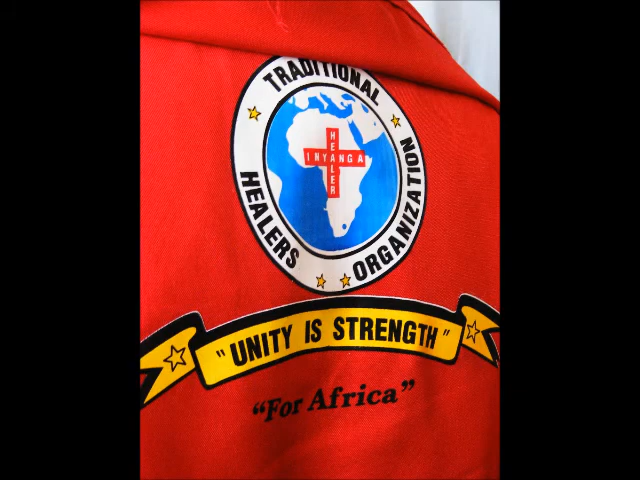 TRADITIONAL
HEALERS
ORGANIZATION
HEALER
INYANGA
"UNITY IS STRENGTH"
“For Africa”